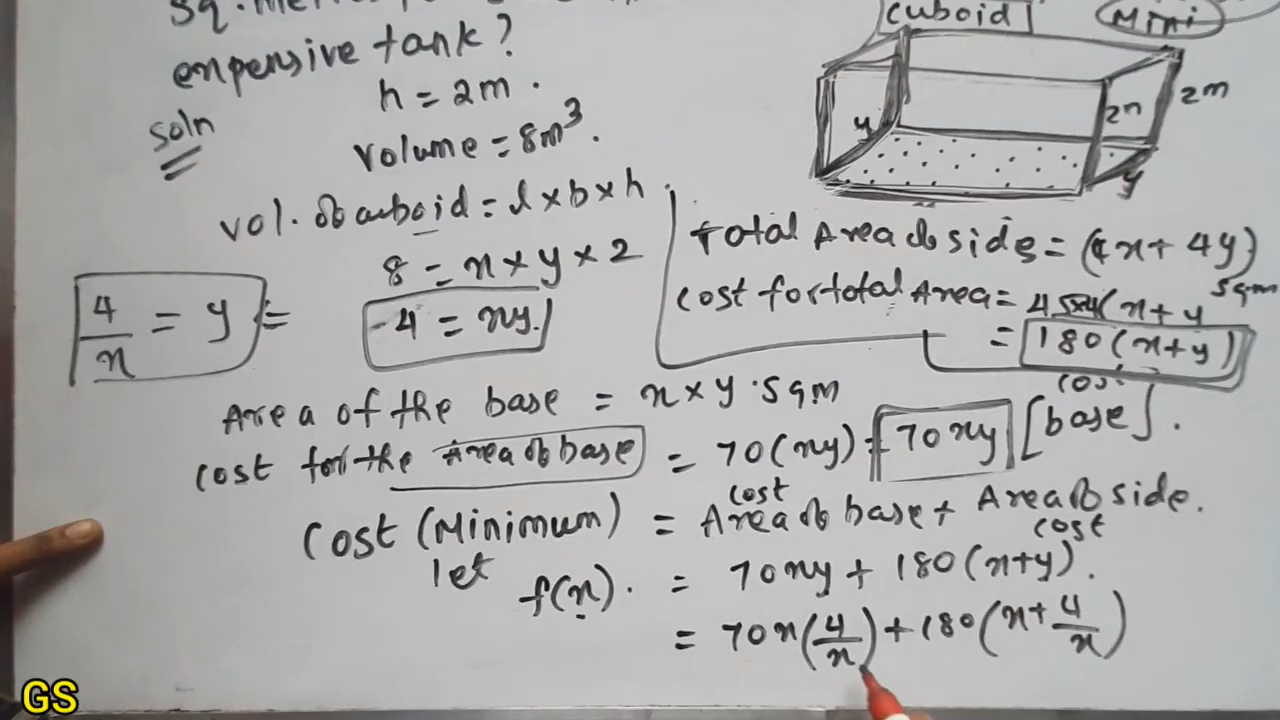 expensive tank?
cuboid
Mini
h = 2m.
2n
2m
soln
volume = 8m³.
y
y
vol. of cuboid = l × b × h
8 = x × y × 2
4/x = y =
4 = xy.
Total Area of sides = (4x + 4y) sqm
cost for total Area = 45×4(x + y
= 180(x+y)
Area of the base = x × y . sqm
cost for the Area of base = 70(xy) = 70xy [cost base].
Cost (Minimum) = cost Area of base + Area of side. cost
let f(x). = 70xy + 180(x+y).
= 70x(4/x) + 180(x + 4/x)
GS